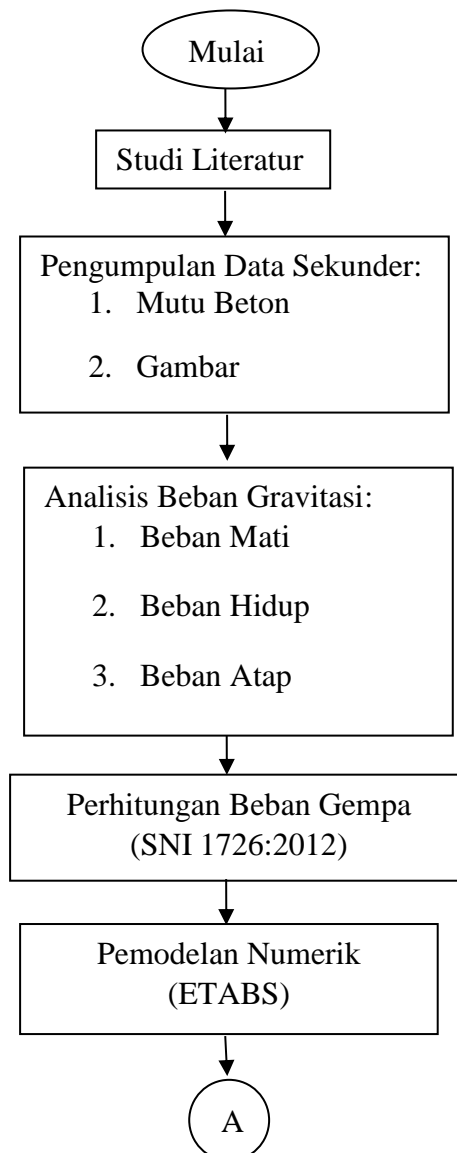 Mulai
Studi Literatur
Pengumpulan Data Sekunder:
1. Mutu Beton
2. Gambar
Analisis Beban Gravitasi:
1. Beban Mati
2. Beban Hidup
3. Beban Atap
Perhitungan Beban Gempa
(SNI 1726:2012)
Pemodelan Numerik
(ETABS)
A